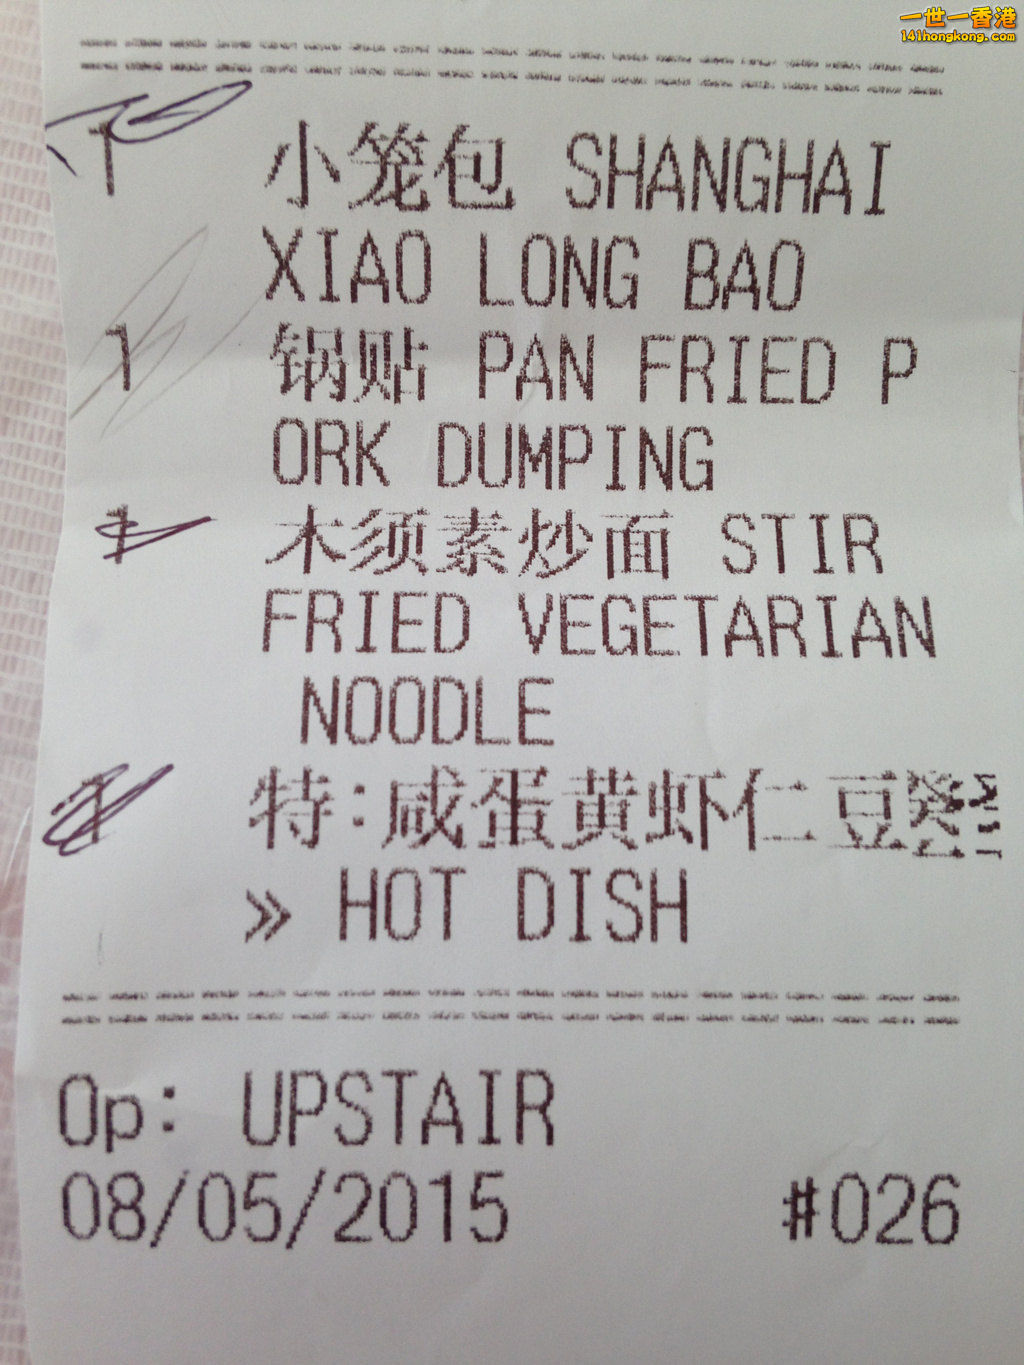 一世一香港
141hongkong.com
1 小笼包 SHANGHAI
XIAO LONG BAO
1 锅贴 PAN FRIED P
ORK DUMPING
1 木须素炒面 STIR
FRIED VEGETARIAN
NOODLE
1 特:咸蛋黄虾仁豆
» HOT DISH
Op: UPSTAIR
08/05/2015 #026